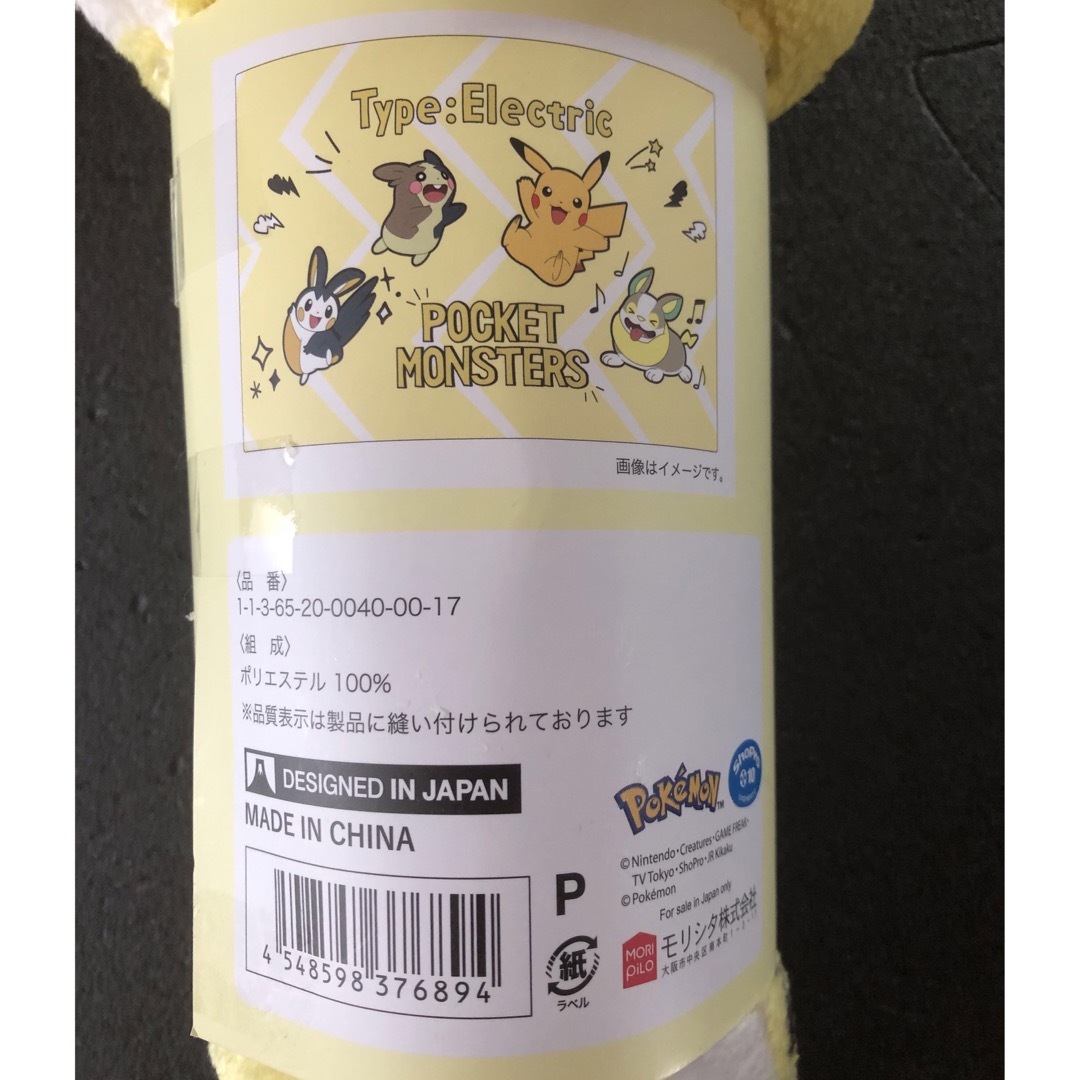 Type:Electric
POCKET
MONSTERS
画像はイメージです。
〈品 番〉
1-1-3-65-20-0040-00-17
〈組 成〉
ポリエステル 100%
※品質表示は製品に縫い付けられております
DESIGNED IN JAPAN
MADE IN CHINA
4 548598 376894
P
紙
ラベル
POKéMON TM
ShoPro
10
©Nintendo・Creatures・GAME FREAK・
TV Tokyo・ShoPro・JR Kikaku
©Pokémon
For sale in Japan only
MORI
PiLO
モリシタ株式会社